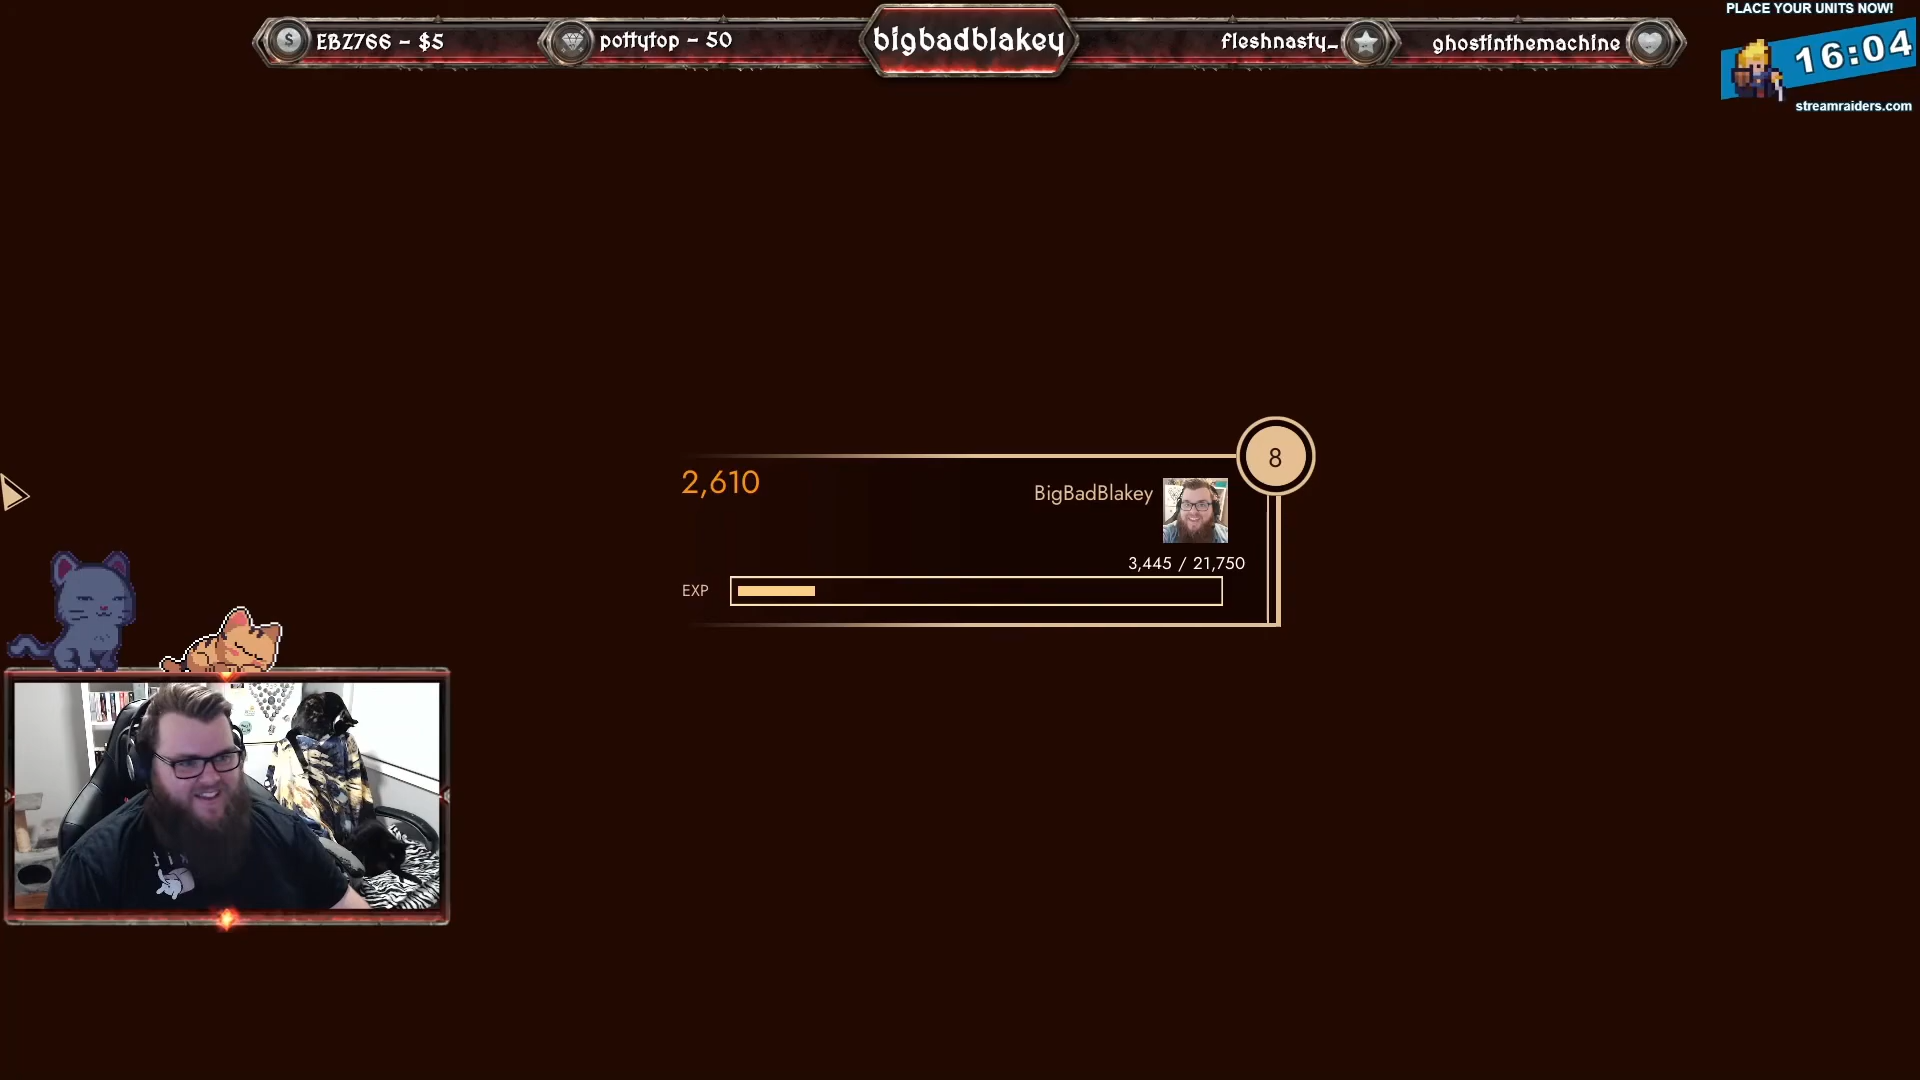 PLACE YOUR UNITS NOW!
EBZ766 - $5
pottytop - 50
bigbadblakey
fleshnasty_
ghostinthemachine
16:04
streamraiders.com
8
2,610
BigBadBlakey
3,445 / 21,750
EXP